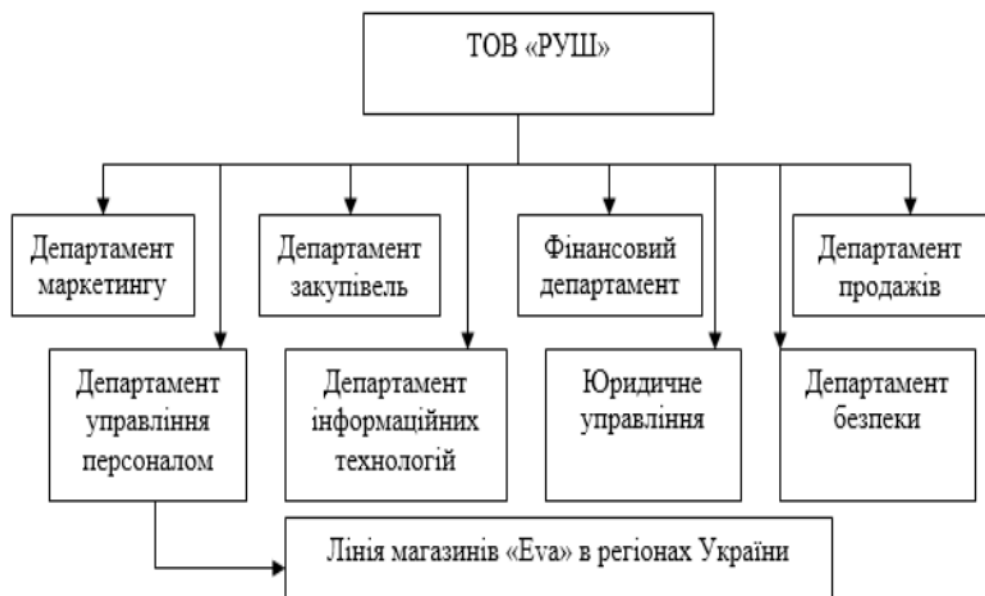 ТОВ «РУШ»
Департамент
маркетингу
Департамент
закупівель
Фінансовий
департамент
Департамент
продажів
Департамент
управління
персоналом
Департамент
інформаційних
технологій
Юридичне
управління
Департамент
безпеки
Лінія магазинів «Eva» в регіонах України